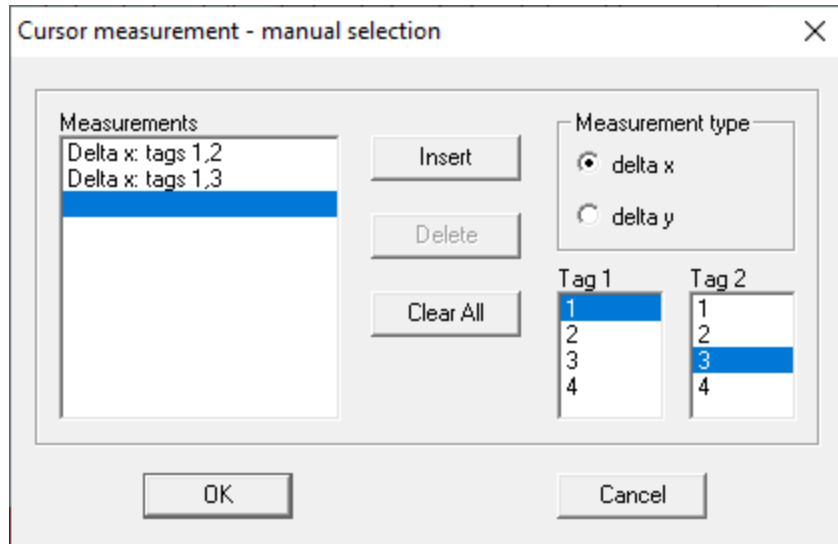 Cursor measurement - manual selection
Measurements
Delta x: tags 1,2
Delta x: tags 1,3
Insert
Delete
Clear All
Measurement type
delta x
delta y
Tag 1
1
2
3
4
Tag 2
1
2
3
4
OK
Cancel